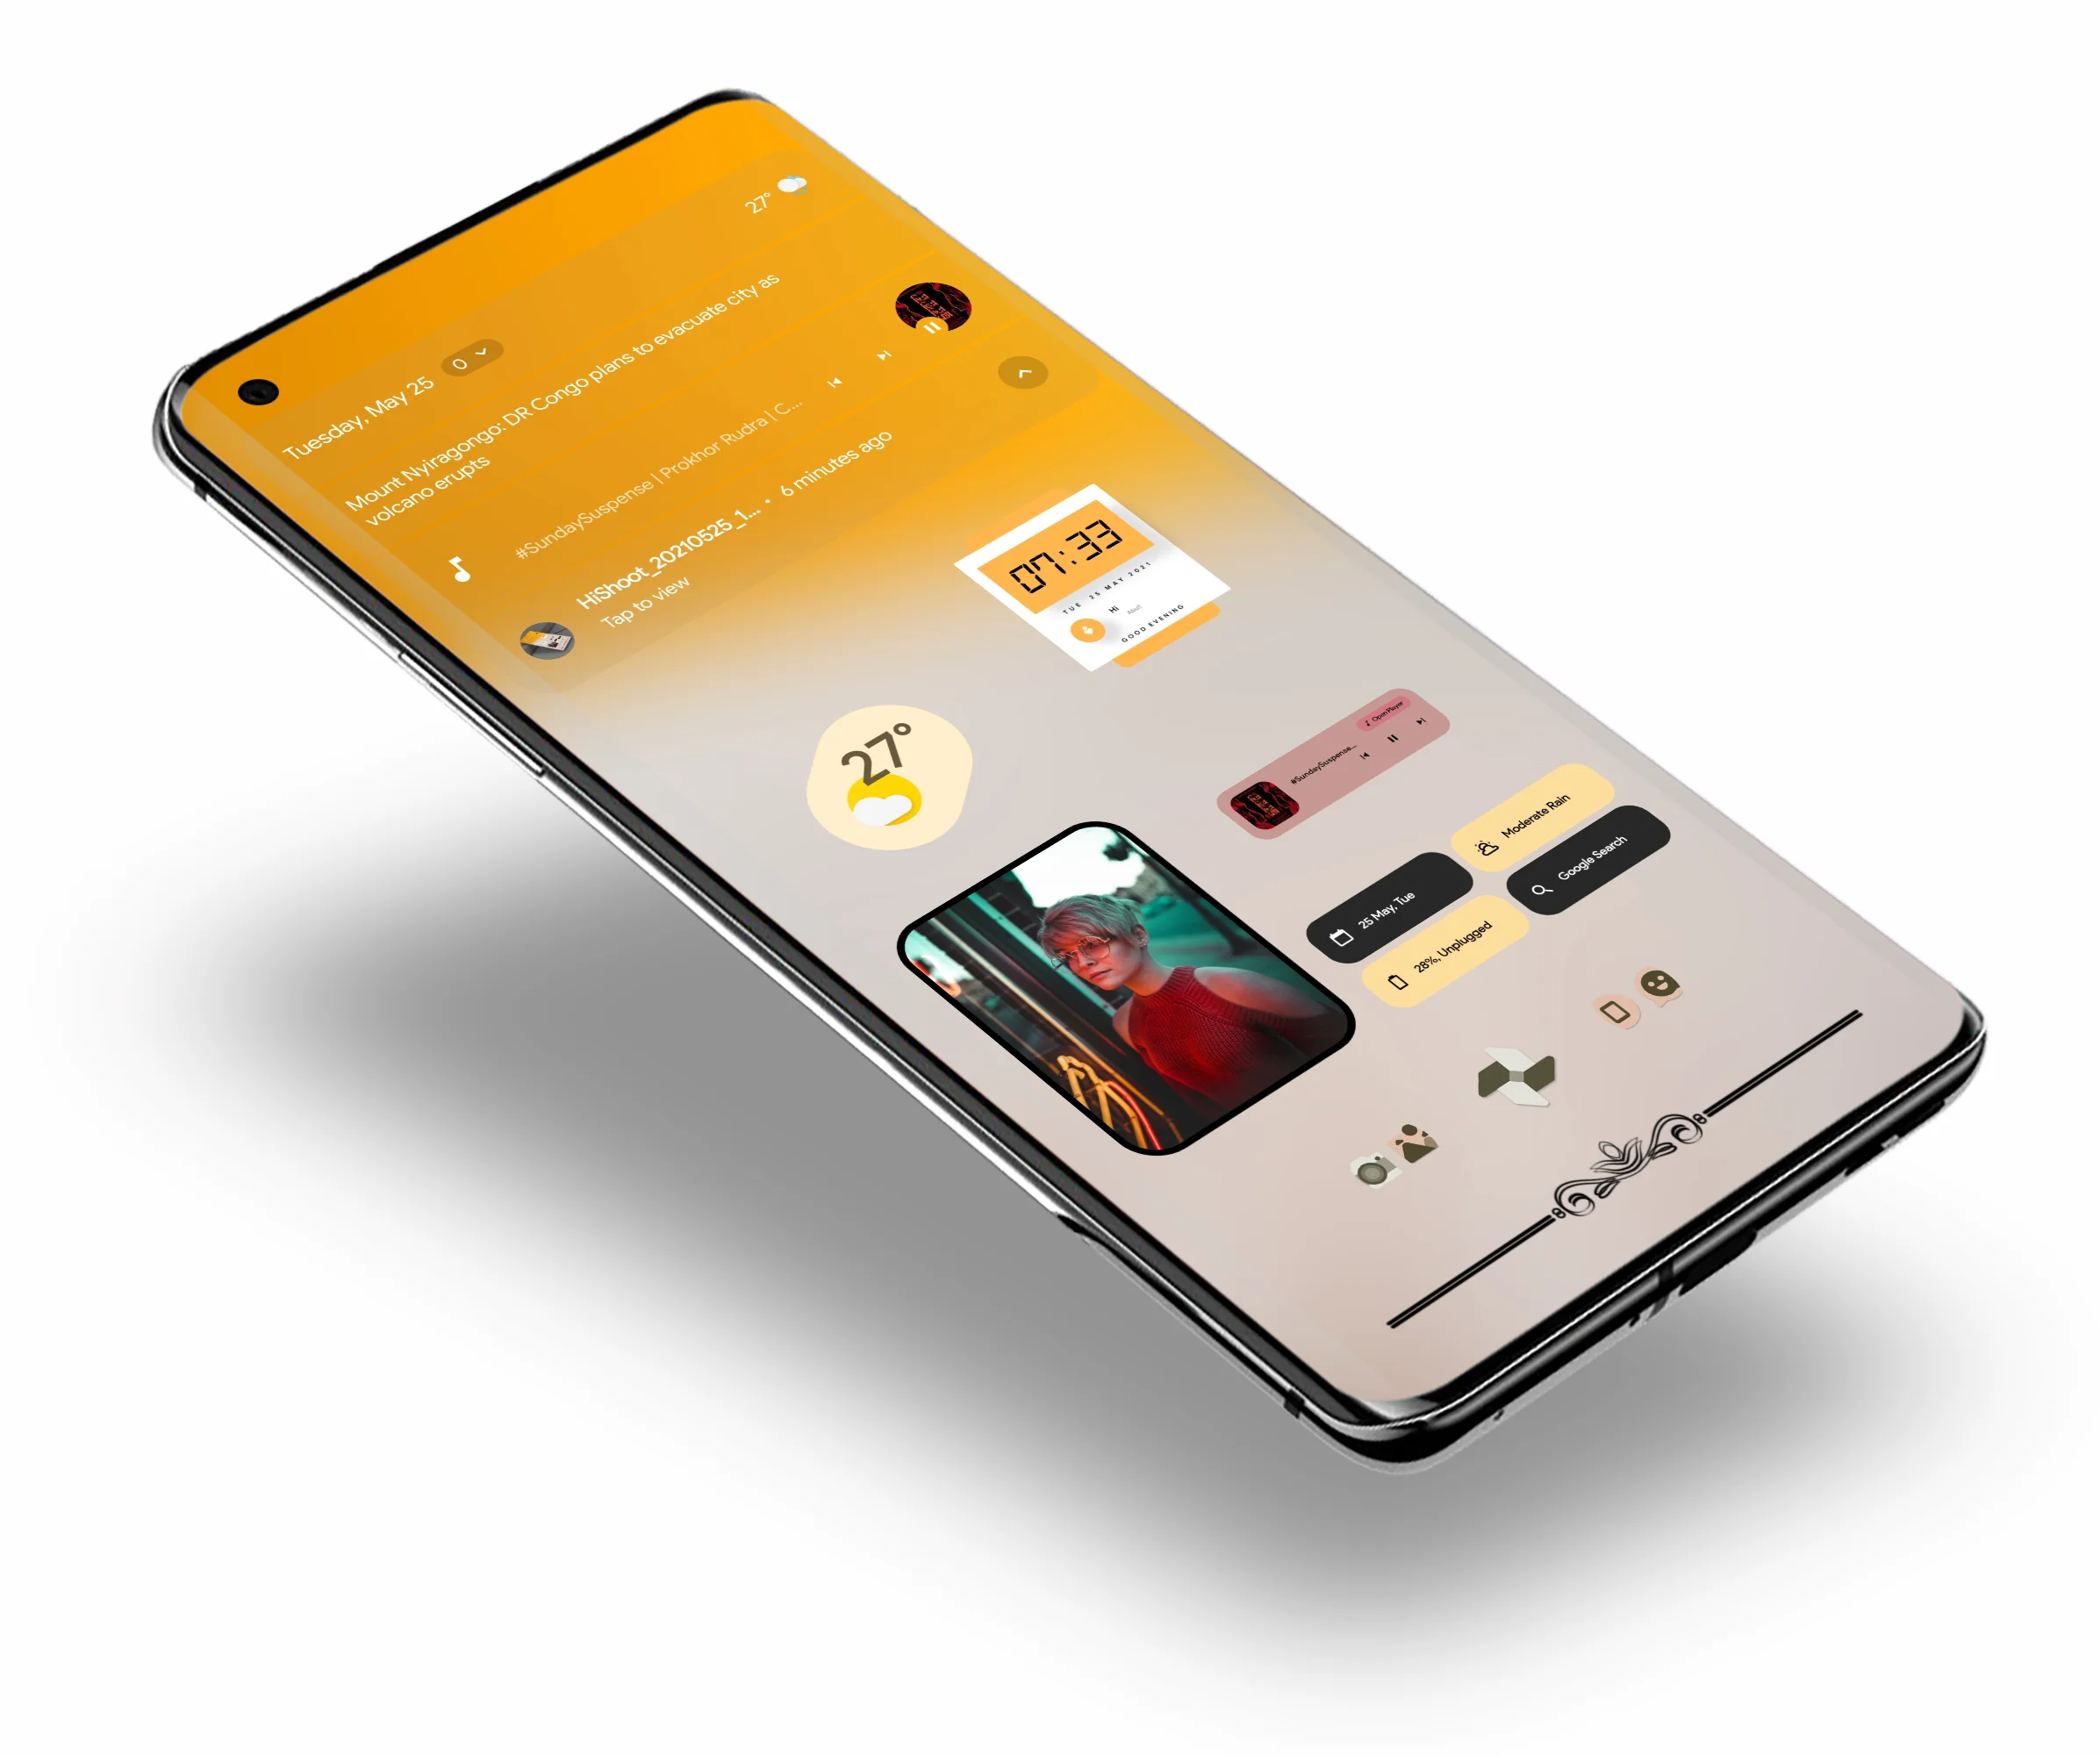 Tuesday, May 25 0
27°
Mount Nyiragongo: DR Congo plans to evacuate city as
volcano erupts
#SundaySuspense | Prokhor Rudra | C...
HiShoot_20210525_1... • 6 minutes ago
Tap to view
07:33
TUE 25 MAY 2021
Hi
GOOD EVENING
27°
Open Player
#SundaySuspense...
25 May, Tue
Moderate Rain
28%, Unplugged
Google Search